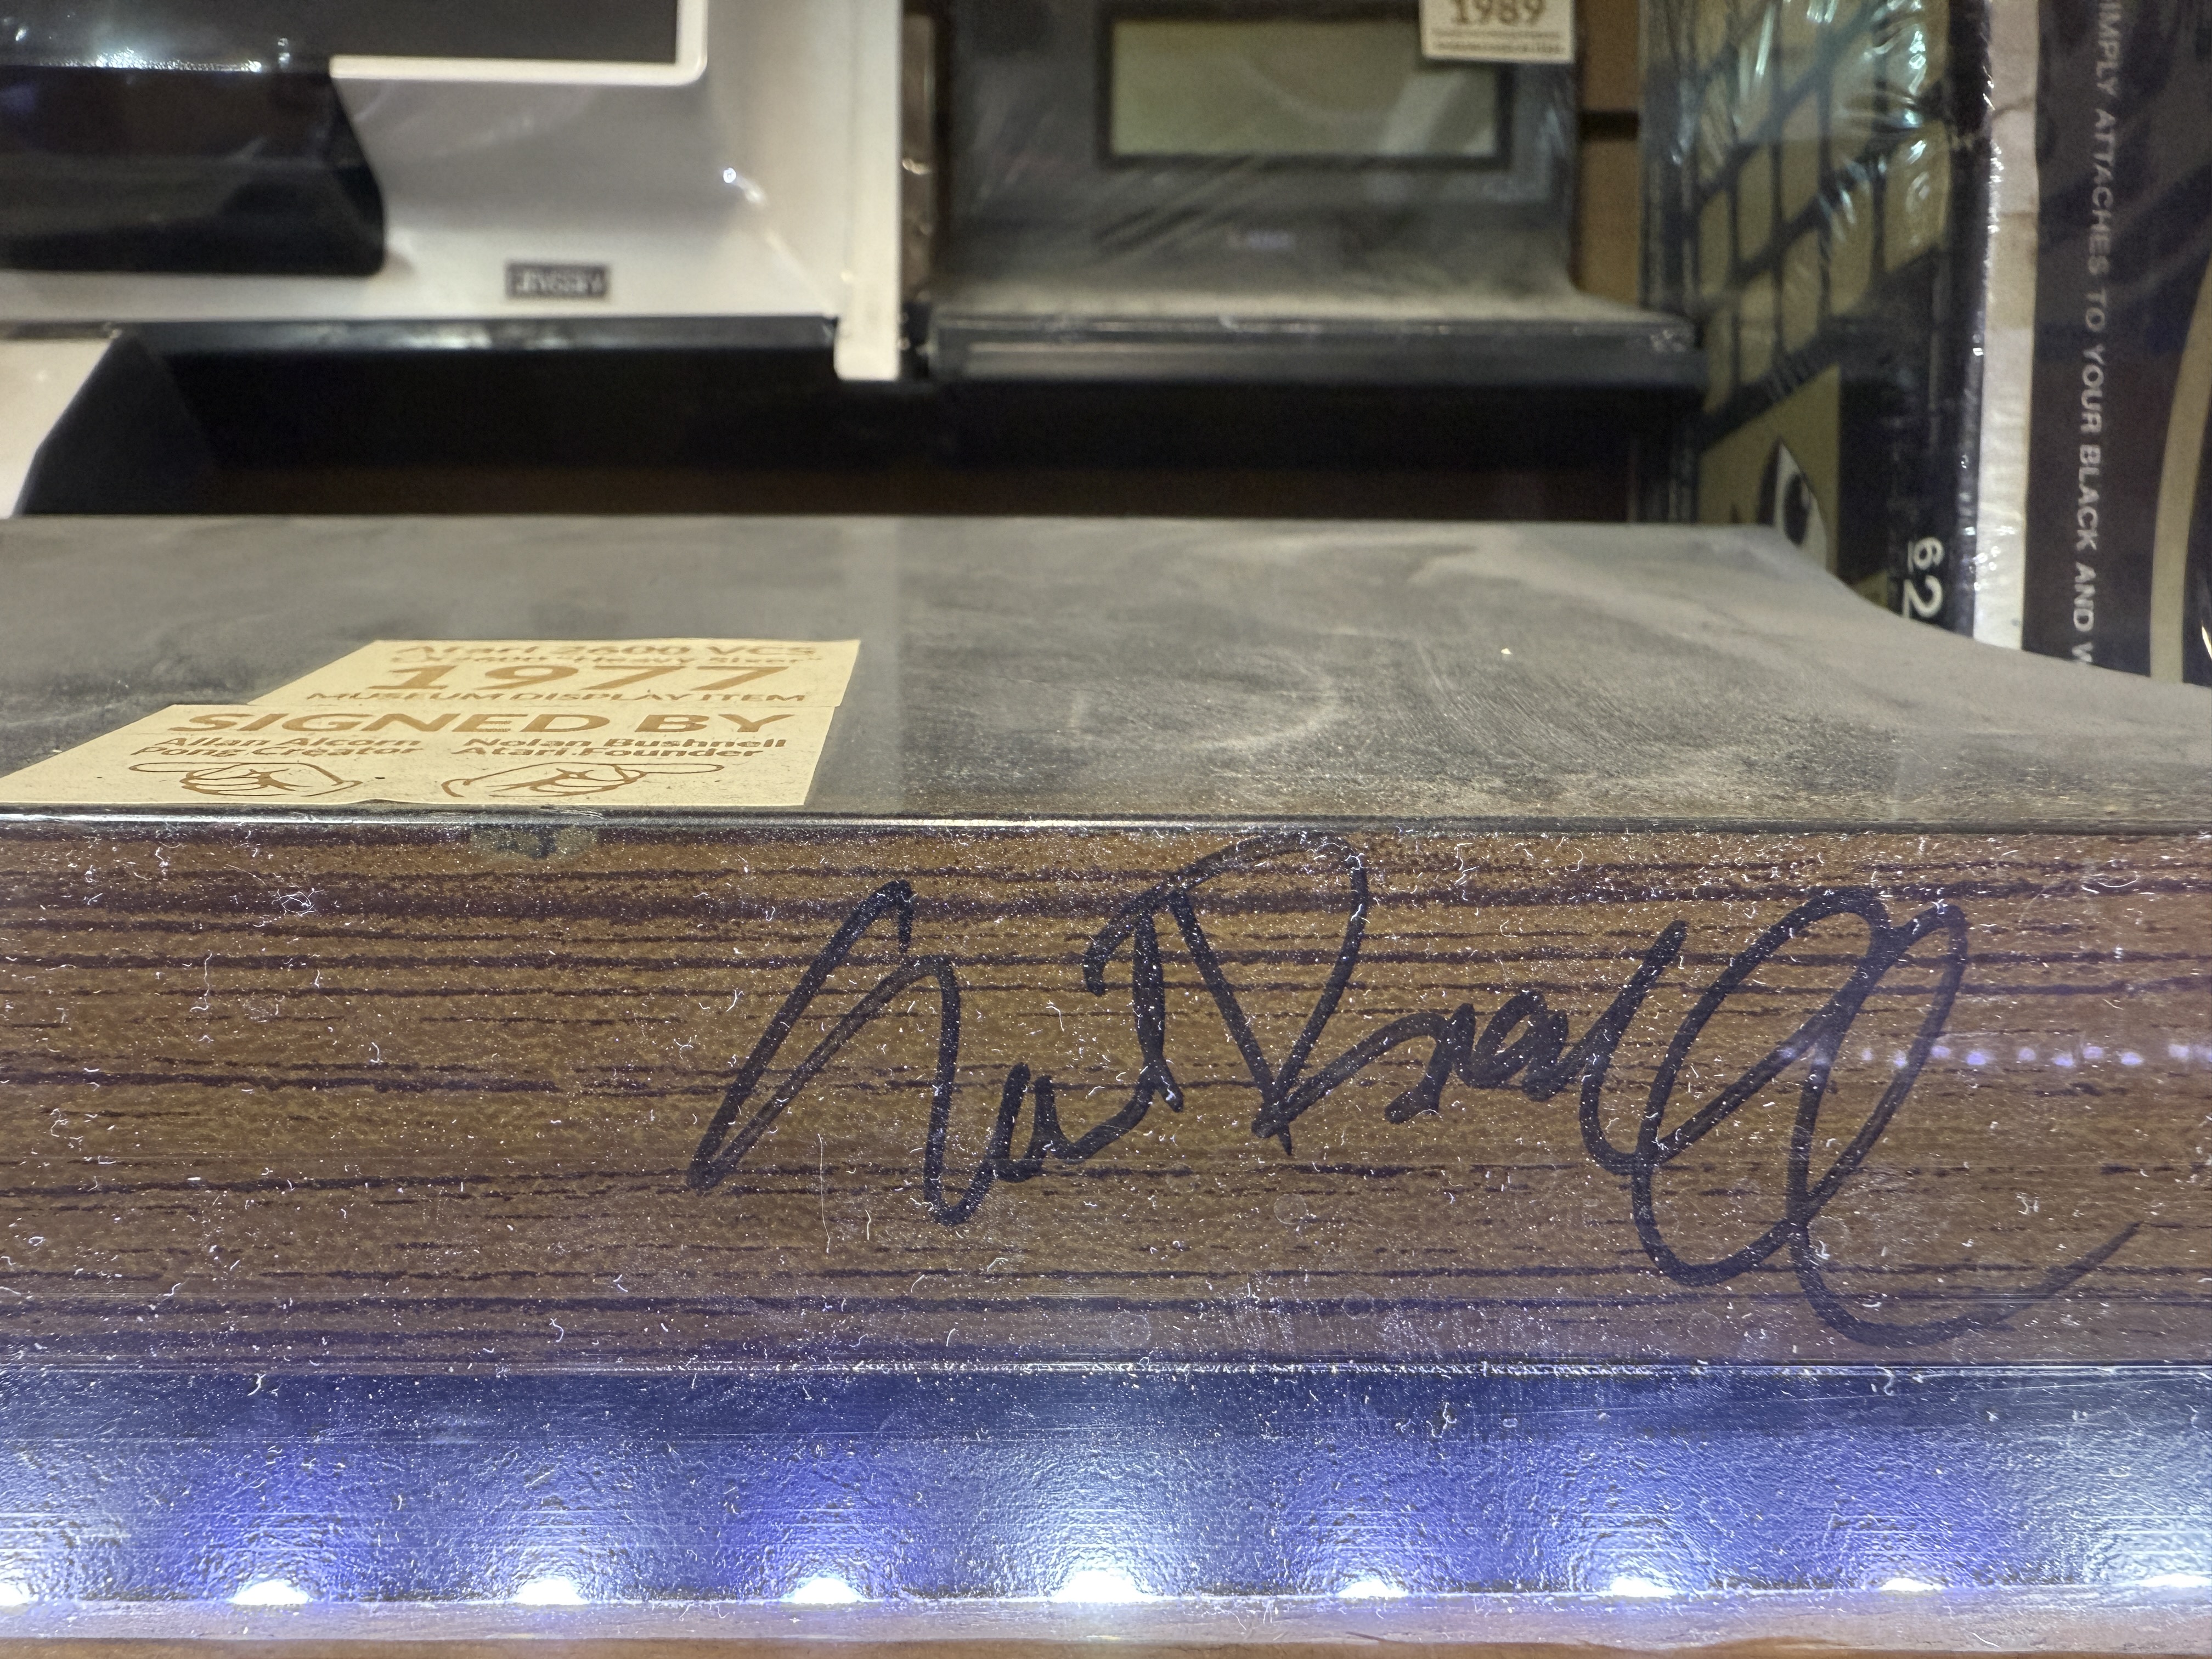 1989
SIMPLY ATTACHES TO YOUR BLACK AND W
62
Atari 2600 VCS
1977
MUSEUM DISPLAY ITEM
SIGNED BY
Allan Alcorn Nolan Bushnell
Pong Creator Atari Founder